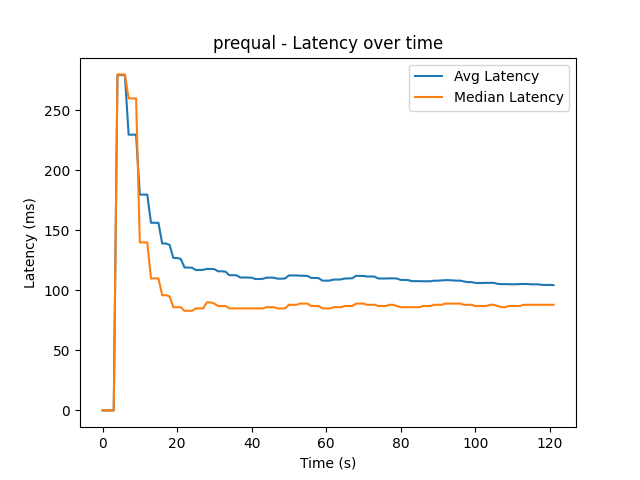 prequal - Latency over time
Avg Latency
Median Latency
Latency (ms)
250
200
150
100
50
0
0 20 40 60 80 100 120
Time (s)